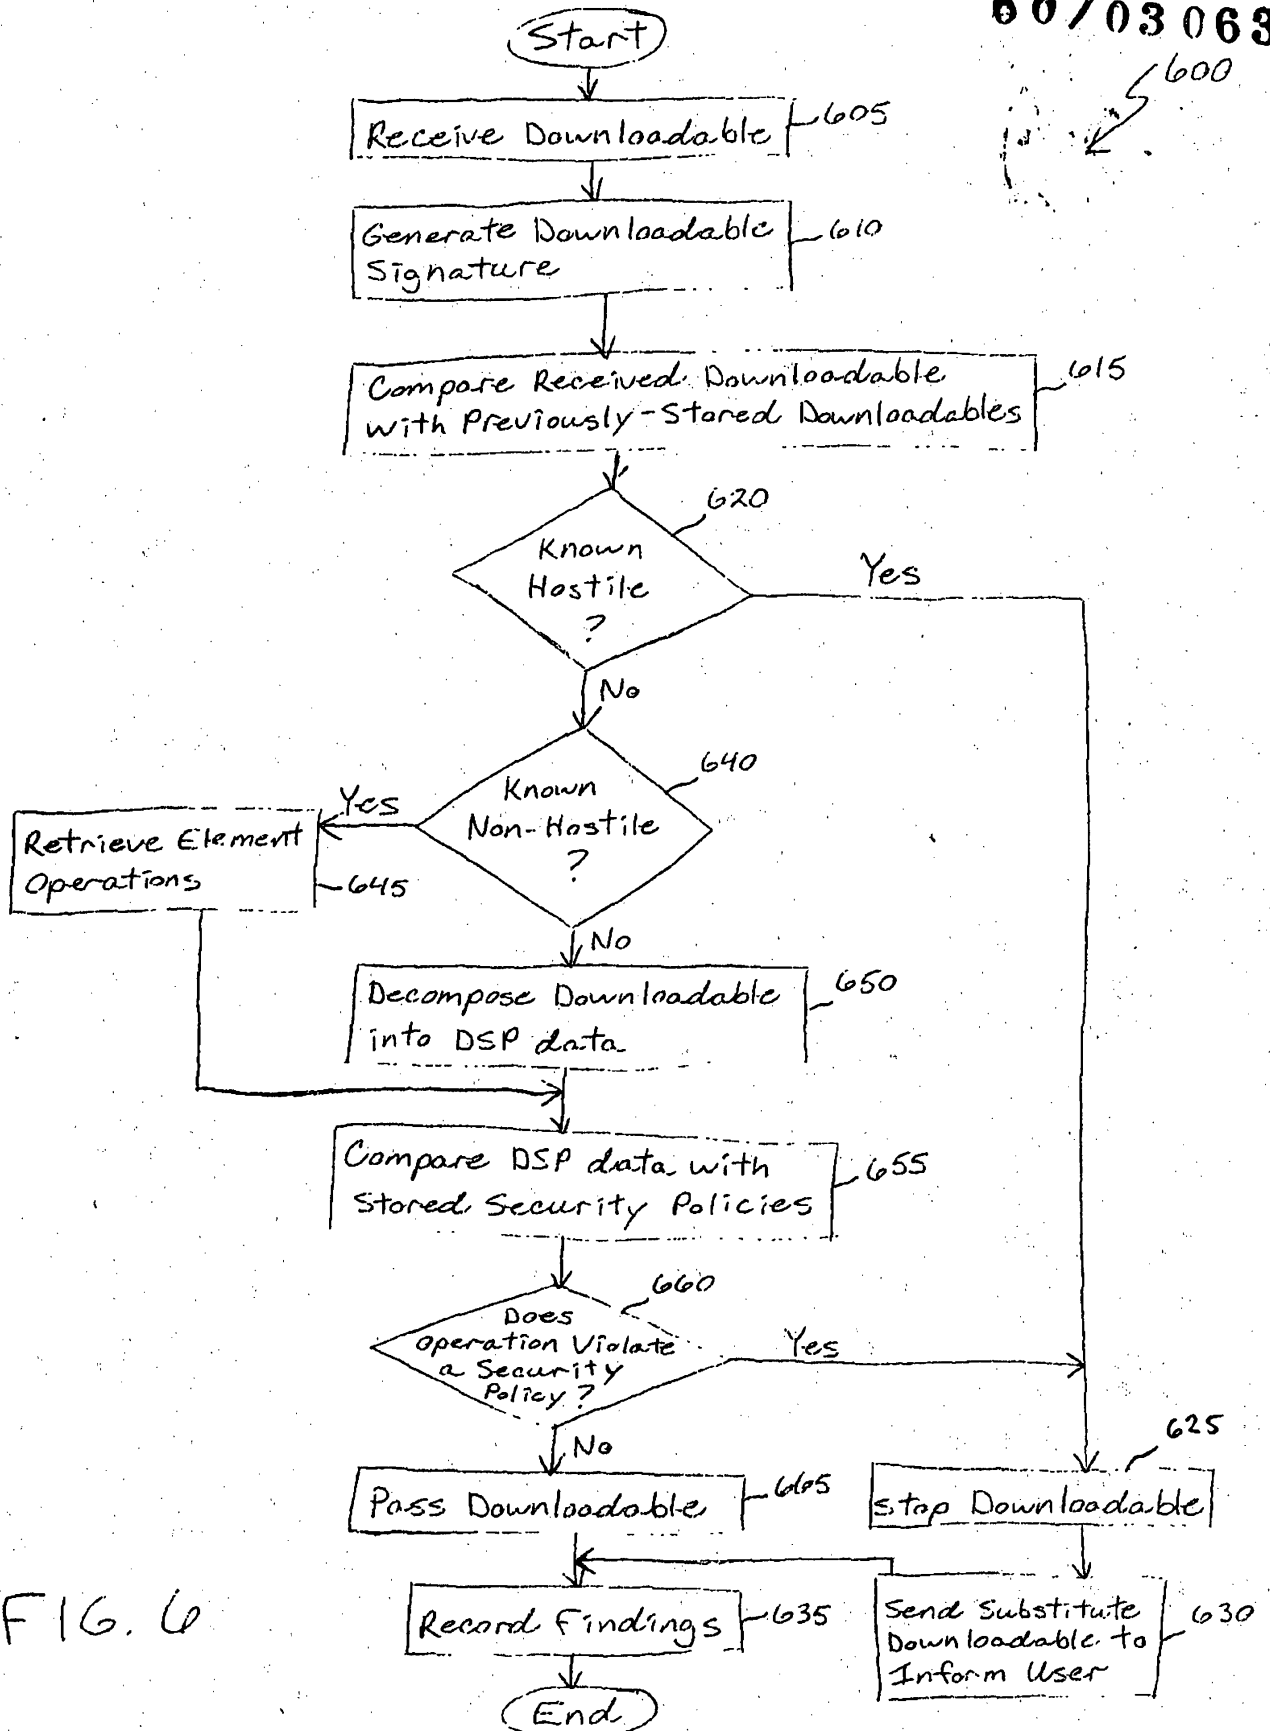 60/03063
Start
600
Receive Downloadable
605
Generate Downloadable
Signature
610
Compare Received Downloadable
with Previously-Stored Downloadables
615
620
Known
Hostile
?
Yes
No
640
Known
Non-Hostile
?
Yes
Retrieve Element
Operations
645
No
Decompose Downloadable
into DSP data
650
Compare DSP data with
Stored Security Policies
655
660
Does
Operation Violate
a Security
Policy?
Yes
No
625
Pass Downloadable
665
Stop Downloadable
Record Findings
635
Send Substitute
Downloadable to
Inform User
630
FIG. 6
End